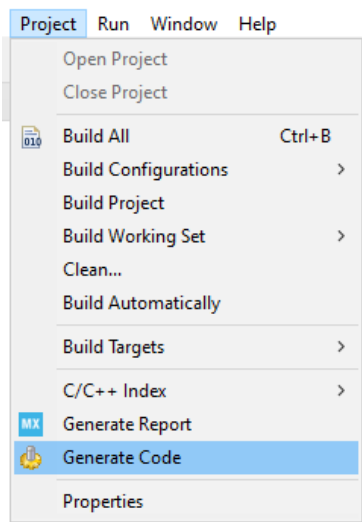 Project Run Window Help
Open Project
Close Project
010 Build All Ctrl+B
Build Configurations >
Build Project
Build Working Set >
Clean...
Build Automatically
Build Targets >
C/C++ Index >
MX Generate Report
Generate Code
Properties